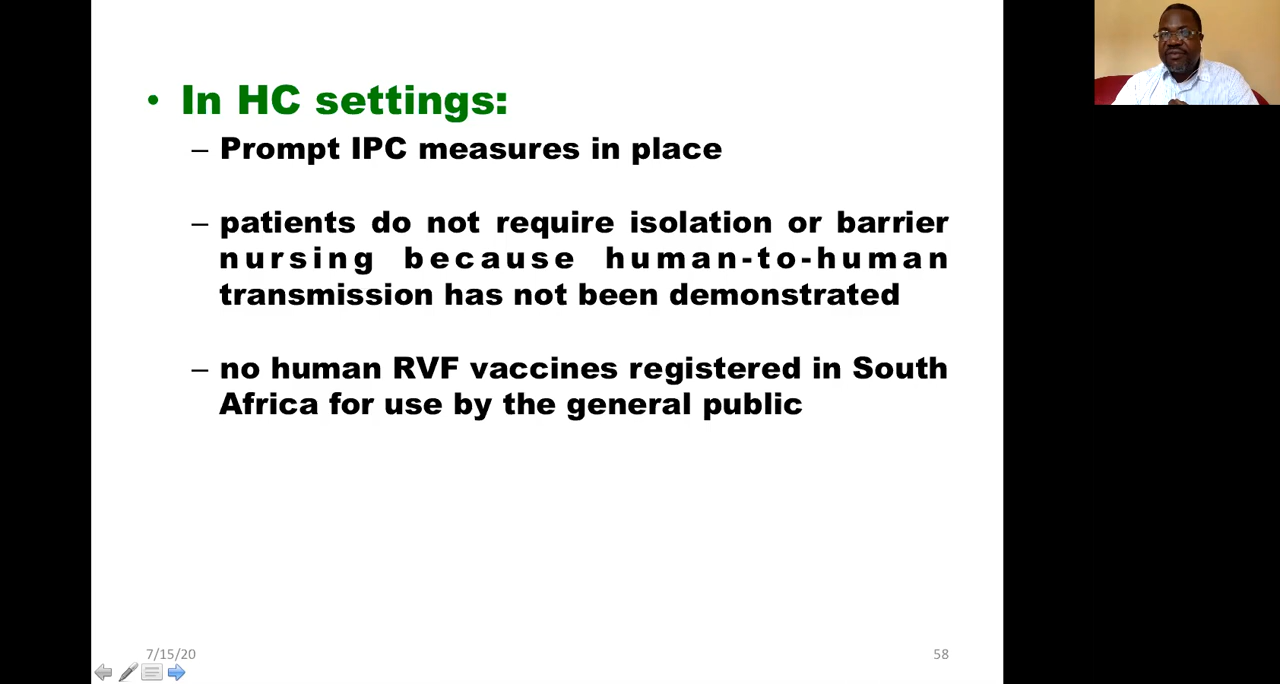 • In HC settings:
– Prompt IPC measures in place
– patients do not require isolation or barrier
nursing because human-to-human
transmission has not been demonstrated
– no human RVF vaccines registered in South
Africa for use by the general public
7/15/20
58